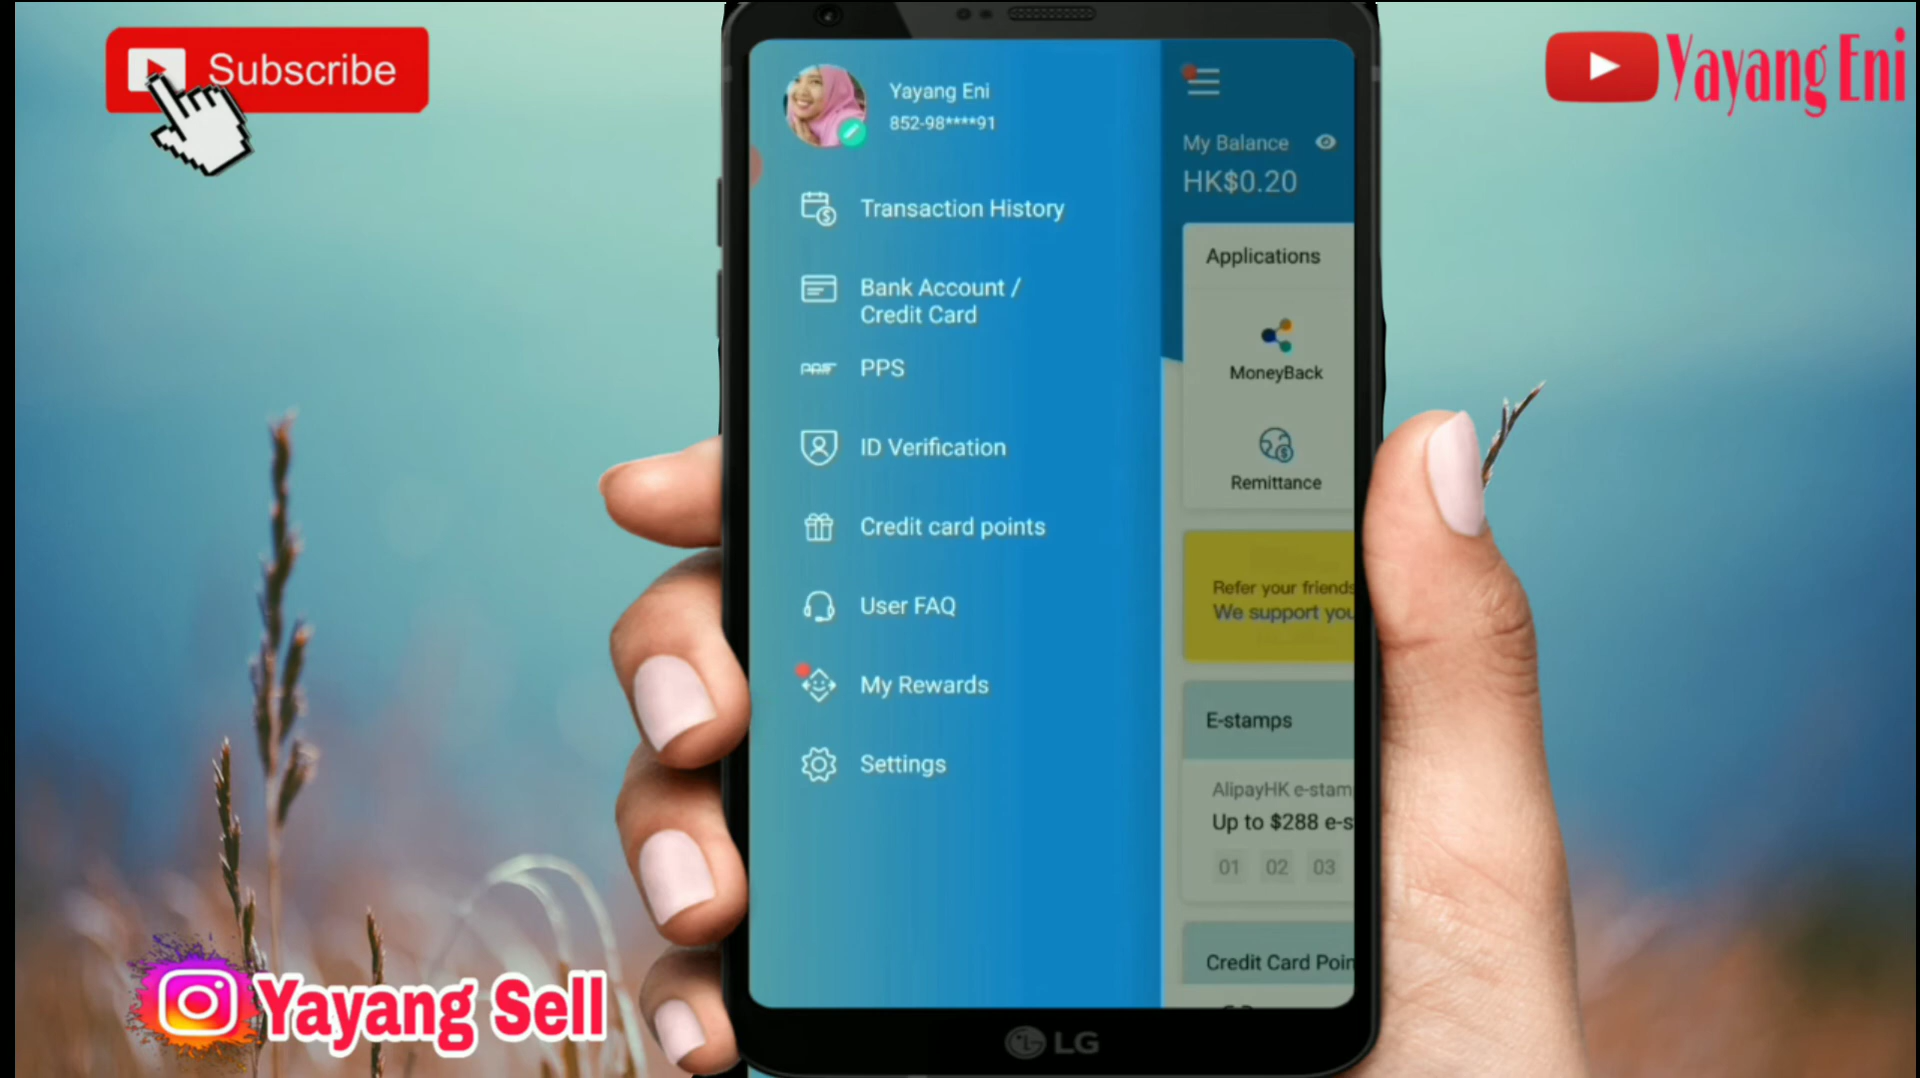 Subscribe
Yayang Eni
Yayang Eni
852-98****91
Transaction History
Bank Account /
Credit Card
PPS
ID Verification
Credit card points
User FAQ
My Rewards
Settings
My Balance
HK$0.20
Applications
MoneyBack
Remittance
Refer your friends
We support you
E-stamps
AlipayHK e-stam
Up to $288 e-s
01 02 03
Credit Card Poin
Yayang Sell
LG